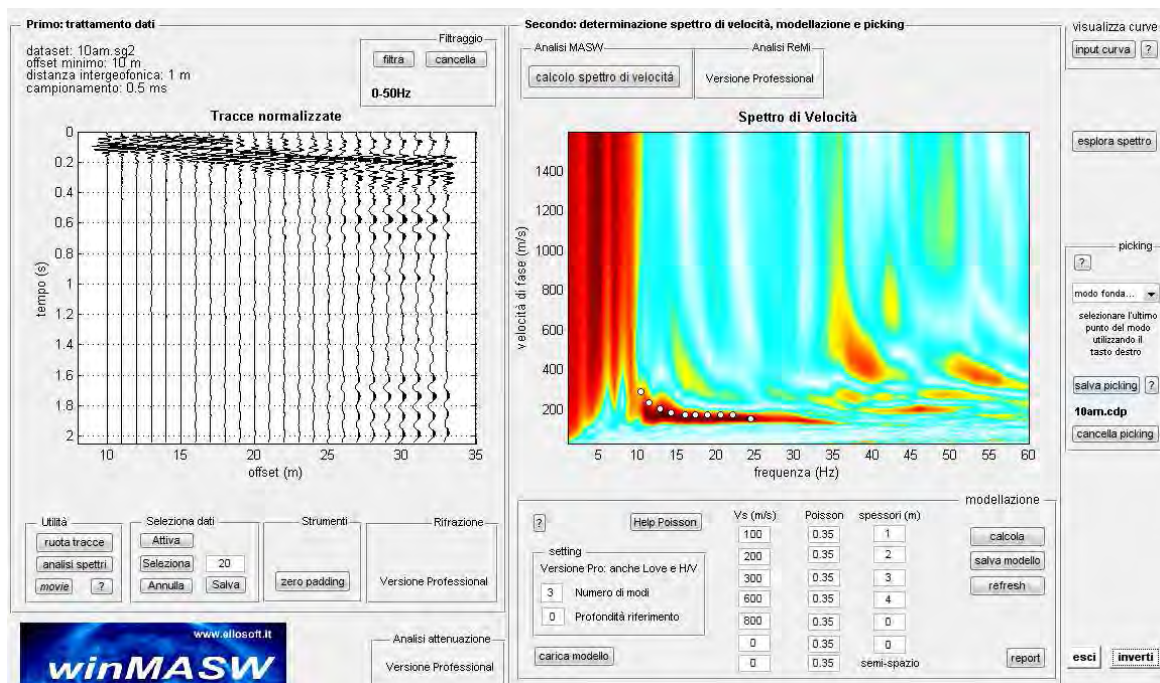 Primo: trattamento dati
dataset: 10am.sg2
offset minimo: 10 m
distanza intergeofonica: 1 m
campionamento: 0.5 ms
Filtraggio
filtra
cancella
0-50Hz
Tracce normalizzate
0
0.2
0.4
0.6
0.8
1
1.2
1.4
1.6
1.8
2
tempo (s)
10
15
20
25
30
35
offset (m)
Utilità
ruota tracce
analisi spettri
movie
?
Seleziona dati
Attiva
Seleziona
20
Annulla
Salva
Strumenti
zero padding
Rifrazione
Versione Professional
www.eliosoft.it
winMASW
Analisi attenuazione
Versione Professional
Secondo: determinazione spettro di velocità, modellazione e picking
Analisi MASW
calcolo spettro di velocità
Analisi ReMi
Versione Professional
Spettro di Velocità
1400
1200
1000
800
600
400
200
velocità di fase (m/s)
5
10
15
20
25
30
35
40
45
50
55
60
frequenza (Hz)
modellazione
?
Help Poisson
setting
Versione Pro: anche Love e H/V
3 Numero di modi
0 Profondità riferimento
carica modello
Vs (m/s) Poisson spessori (m)
100 0.35 1
200 0.35 2
300 0.35 3
600 0.35 4
800 0.35 0
0 0.35 0
0 0.35 semi-spazio
calcola
salva modello
refresh
report
visualizza curve
input curva
?
esplora spettro
picking
?
modo fonda...
selezionare l'ultimo
punto del modo
utilizzando il
tasto destro
salva picking
?
10am.cdp
cancella picking
esci
inverti